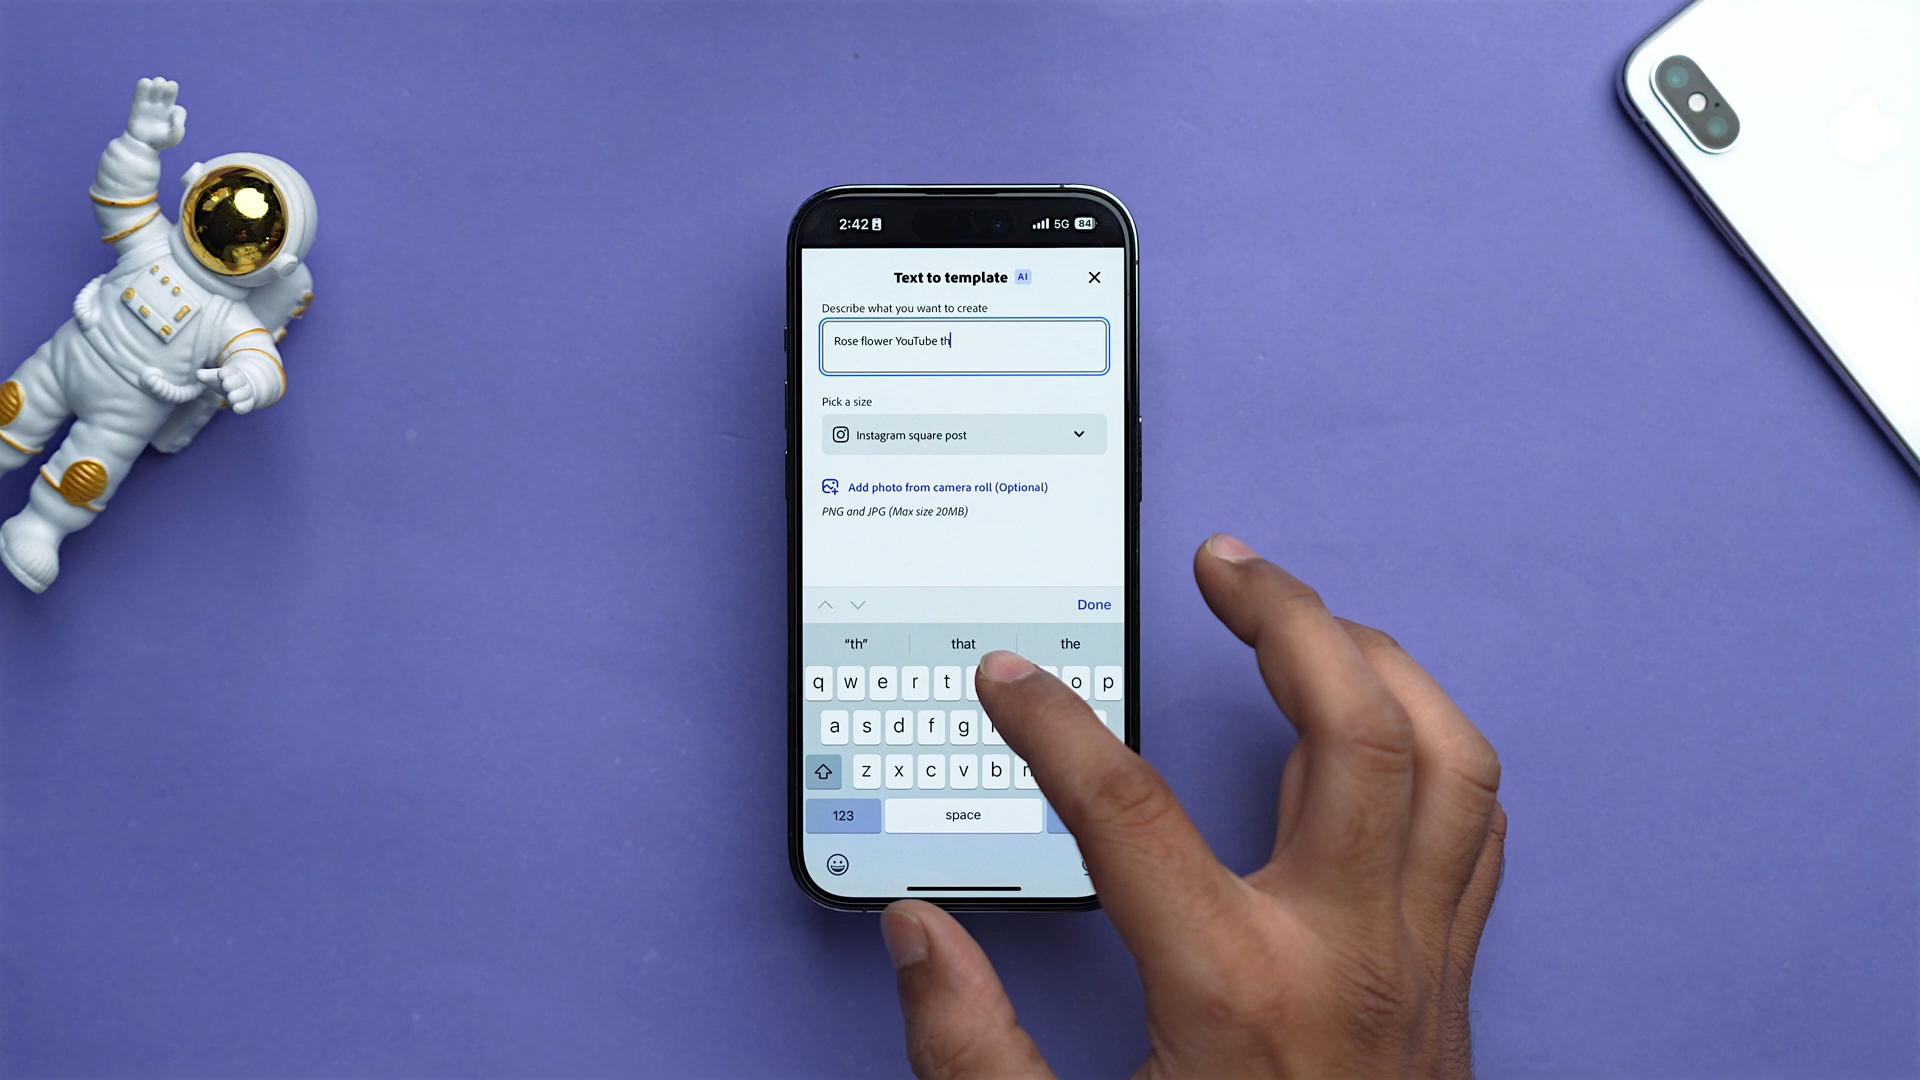 2:42 5G 84
Text to template AI
Describe what you want to create
Rose flower YouTube th
Pick a size
Instagram square post
Add photo from camera roll (Optional)
PNG and JPG (Max size 20MB)
Done
“th” that the
q w e r t o p
a s d f g
z x c v b
123 space